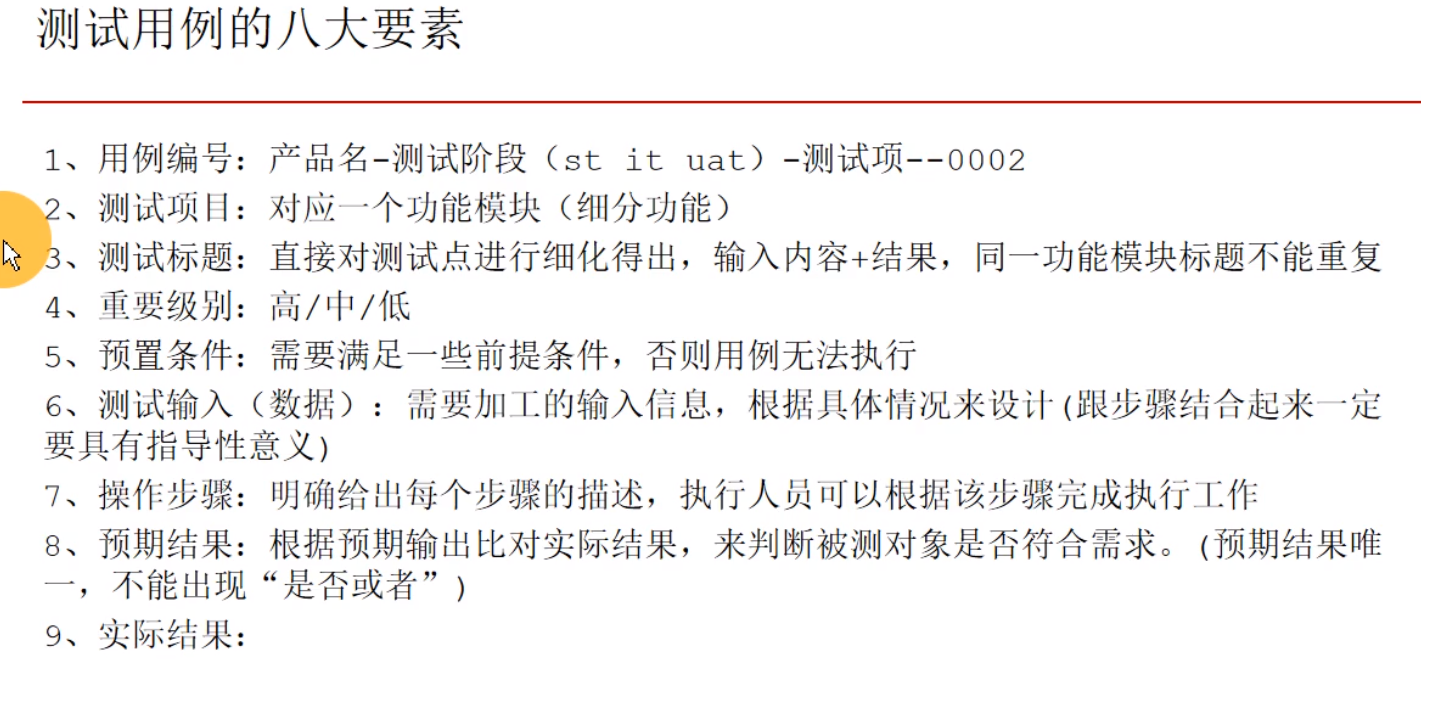 测试用例的八大要素
1、用例编号：产品名-测试阶段（st it uat）-测试项--0002
2、测试项目：对应一个功能模块（细分功能）
3、测试标题：直接对测试点进行细化得出，输入内容+结果，同一功能模块标题不能重复
4、重要级别：高/中/低
5、预置条件：需要满足一些前提条件，否则用例无法执行
6、测试输入（数据）：需要加工的输入信息，根据具体情况来设计(跟步骤结合起来一定
要具有指导性意义)
7、操作步骤：明确给出每个步骤的描述，执行人员可以根据该步骤完成执行工作
8、预期结果：根据预期输出比对实际结果，来判断被测对象是否符合需求。(预期结果唯
一，不能出现“是否或者”)
9、实际结果：